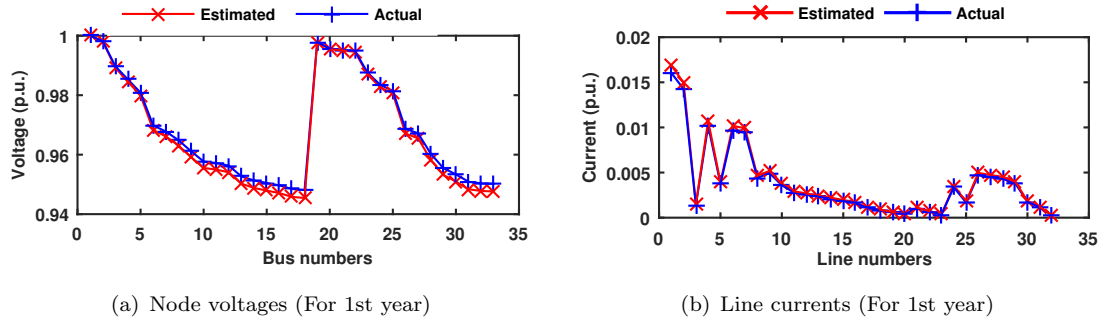 Estimated Actual
1
0.98
0.96
0.94
Voltage (p.u.)
0 5 10 15 20 25 30 35
Bus numbers
(a) Node voltages (For 1st year)
Estimated Actual
0.02
0.015
0.01
0.005
0
Current (p.u.)
0 5 10 15 20 25 30 35
Line numbers
(b) Line currents (For 1st year)